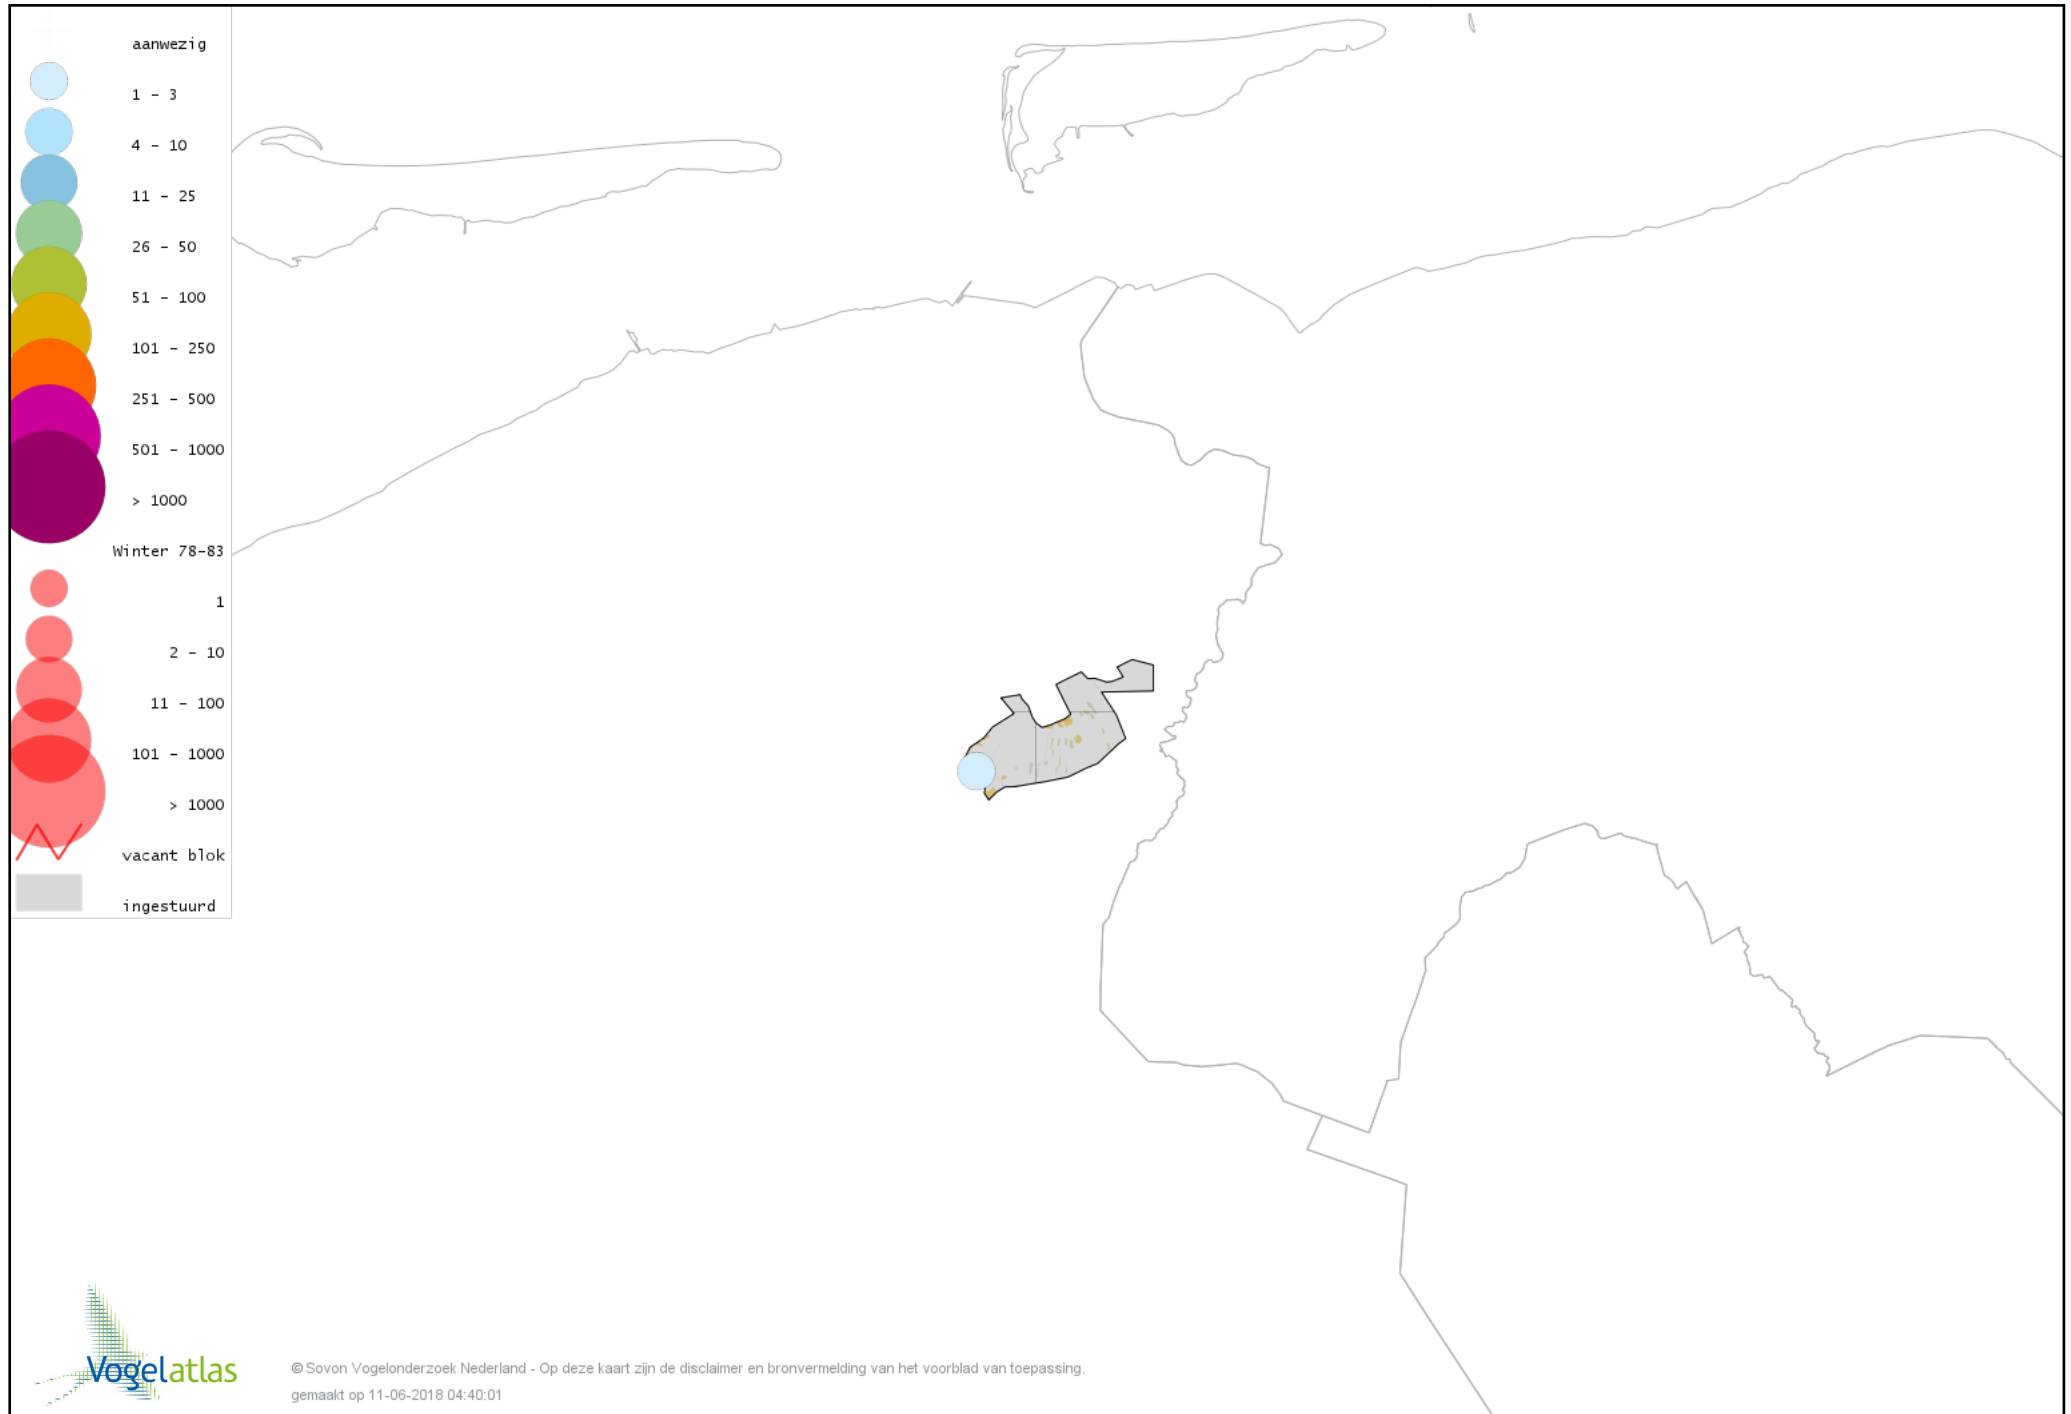 aanwezig
1 - 3
4 - 10
11 - 25
26 - 50
51 - 100
101 - 250
251 - 500
501 - 1000
> 1000
Winter 78-83
1
2 - 10
11 - 100
101 - 1000
> 1000
vacant blok
ingestuurd
Vogelatlas
© Sovon Vogelonderzoek Nederland - Op deze kaart zijn de disclaimer en bronvermelding van het voorblad van toepassing.
gemaakt op 11-06-2018 04:40:01